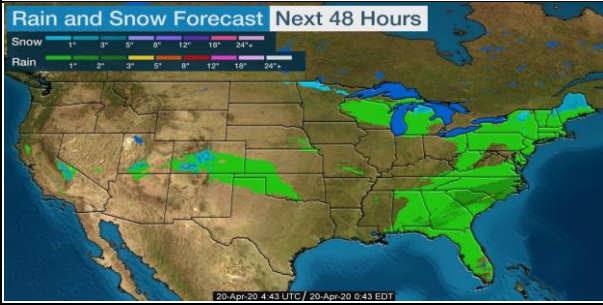 Rain and Snow Forecast Next 48 Hours
Snow 1" 3" 5" 8" 12" 18" 24"+
Rain 1" 2" 3" 5" 8" 12" 18" 24"+
20-Apr-20 4:43 UTC / 20-Apr-20 0:43 EDT